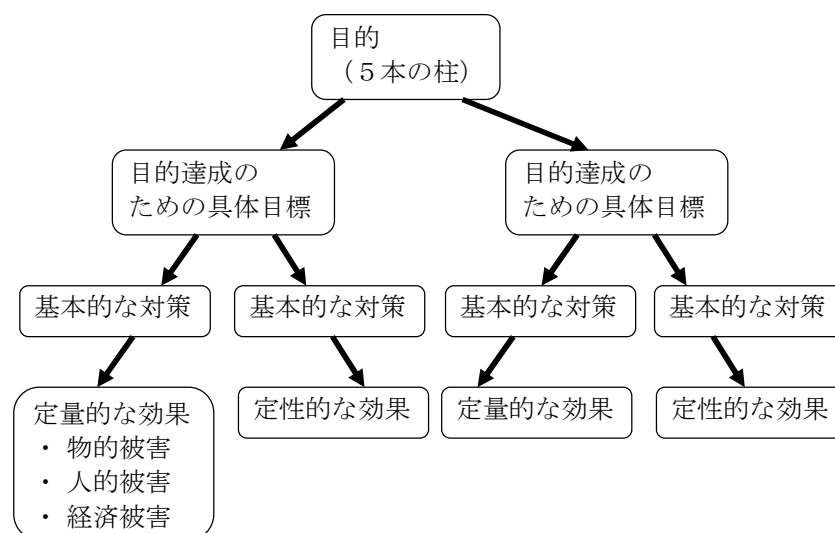 目的
（５本の柱）
目的達成の
ための具体目標
目的達成の
ための具体目標
基本的な対策
基本的な対策
基本的な対策
基本的な対策
定量的な効果
・ 物的被害
・ 人的被害
・ 経済被害
定性的な効果
定量的な効果
定性的な効果